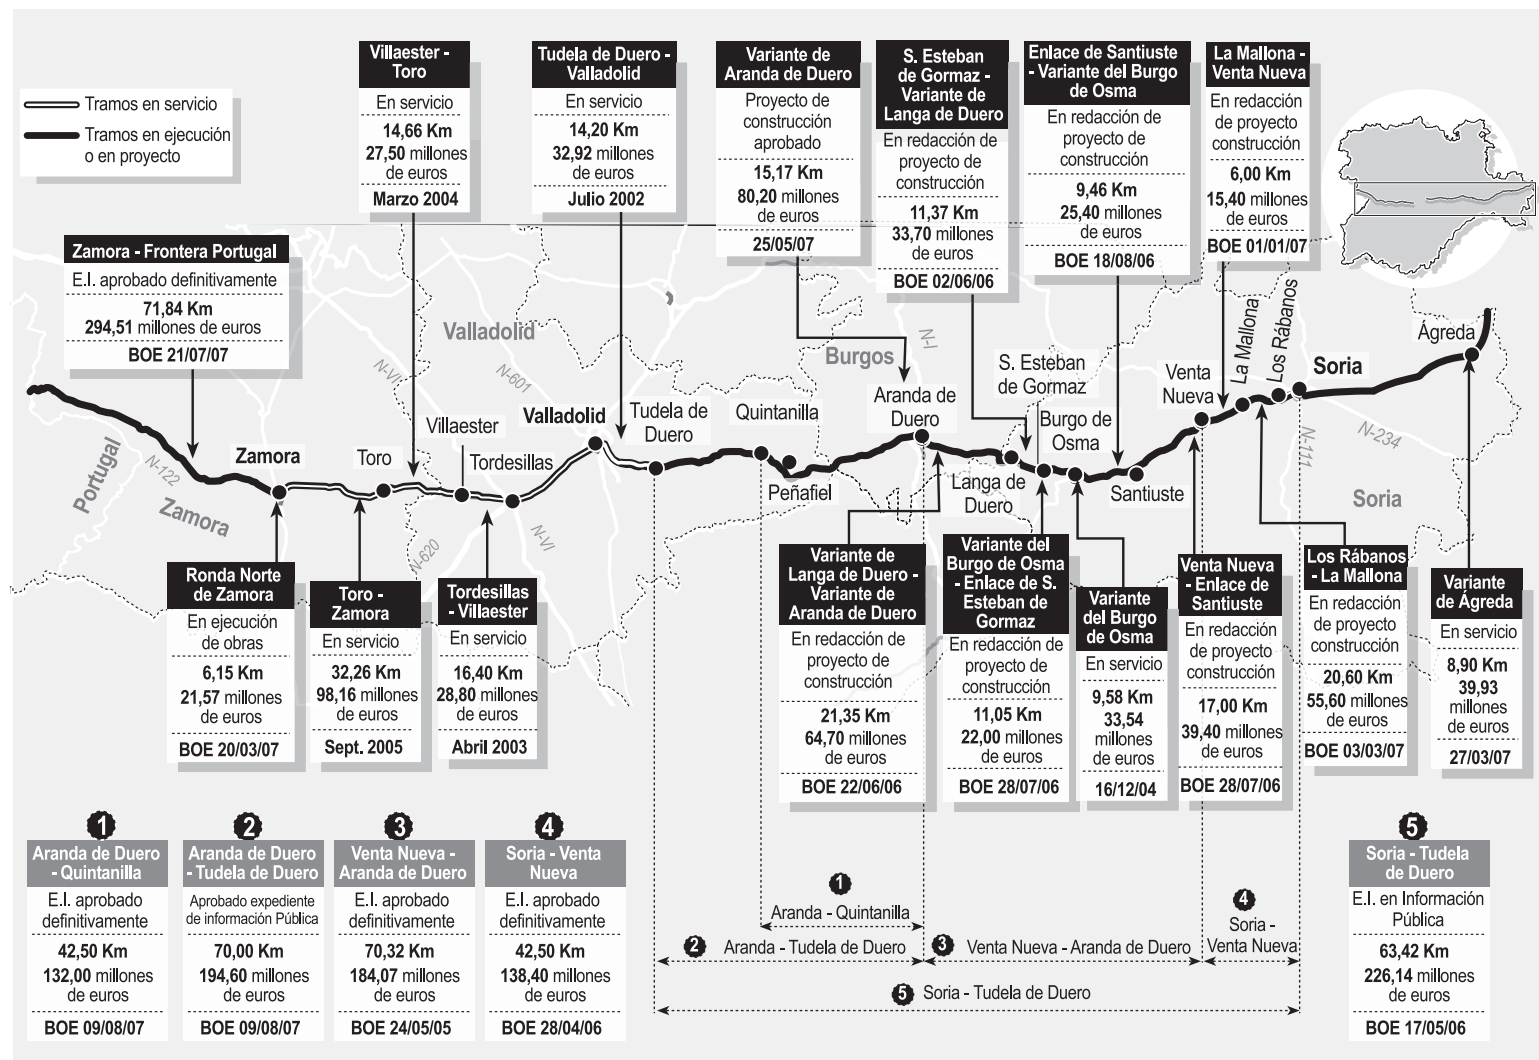 Tramos en servicio
Tramos en ejecución
o en proyecto
Villaester -
Toro
En servicio
14,66 Km
27,50 millones
de euros
Marzo 2004
Tudela de Duero -
Valladolid
En servicio
14,20 Km
32,92 millones
de euros
Julio 2002
Variante de
Aranda de Duero
Proyecto de
construcción
aprobado
15,17 Km
80,20 millones
de euros
25/05/07
S. Esteban
de Gormaz -
Variante de
Langa de Duero
En redacción de
proyecto de
construcción
11,37 Km
33,70 millones
de euros
BOE 02/06/06
Enlace de Santiuste
- Variante del Burgo
de Osma
En redacción de
proyecto de
construcción
9,46 Km
25,40 millones
de euros
BOE 18/08/06
La Mallona -
Venta Nueva
En redacción
de proyecto
construcción
6,00 Km
15,40 millones
de euros
BOE 01/01/07
Zamora - Frontera Portugal
E.I. aprobado definitivamente
71,84 Km
294,51 millones de euros
BOE 21/07/07
Valladolid
Burgos
N-I
N-VI
N-601
S. Esteban
de Gormaz
Venta
Nueva
La Mallona
Los Rábanos
Soria
Ágreda
Portugal
N-122
Zamora
Zamora
Toro
Villaester
Tordesillas
Valladolid
Tudela de
Duero
Quintanilla
Peñafiel
Aranda de
Duero
Langa de
Duero
Burgo de
Osma
Santiuste
N-234
N-111
Soria
N-620
N-VI
Ronda Norte
de Zamora
En ejecución
de obras
6,15 Km
21,57 millones
de euros
BOE 20/03/07
Toro -
Zamora
En servicio
32,26 Km
98,16 millones
de euros
Sept. 2005
Tordesillas
- Villaester
En servicio
16,40 Km
28,80 millones
de euros
Abril 2003
Variante de
Langa de Duero -
Variante de
Aranda de Duero
En redacción de
proyecto de
construcción
21,35 Km
64,70 millones
de euros
BOE 22/06/06
Variante del
Burgo de Osma
- Enlace de S.
Esteban de
Gormaz
En redacción de
proyecto de
construcción
11,05 Km
22,00 millones
de euros
BOE 28/07/06
Variante
del Burgo
de Osma
En servicio
9,58 Km
33,54
millones
de euros
16/12/04
Venta Nueva
- Enlace de
Santiuste
En redacción
de proyecto
construcción
17,00 Km
39,40 millones
de euros
BOE 28/07/06
Los Rábanos
- La Mallona
En redacción
de proyecto
construcción
20,60 Km
55,60 millones
de euros
BOE 03/03/07
Variante
de Ágreda
En servicio
8,90 Km
39,93
millones
de euros
27/03/07
1
Aranda de Duero
- Quintanilla
E.I. aprobado
definitivamente
42,50 Km
132,00 millones
de euros
BOE 09/08/07
2
Aranda de Duero
- Tudela de Duero
Aprobado expediente
de información Pública
70,00 Km
194,60 millones
de euros
BOE 09/08/07
3
Venta Nueva -
Aranda de Duero
E.I. aprobado
definitivamente
70,32 Km
184,07 millones
de euros
BOE 24/05/05
4
Soria - Venta
Nueva
E.I. aprobado
definitivamente
42,50 Km
138,40 millones
de euros
BOE 28/04/06
1
Aranda - Quintanilla
2 Aranda - Tudela de Duero
3 Venta Nueva - Aranda de Duero
4
Soria -
Venta Nueva
5 Soria - Tudela de Duero
5
Soria - Tudela
de Duero
E.I. en Información
Pública
63,42 Km
226,14 millones
de euros
BOE 17/05/06